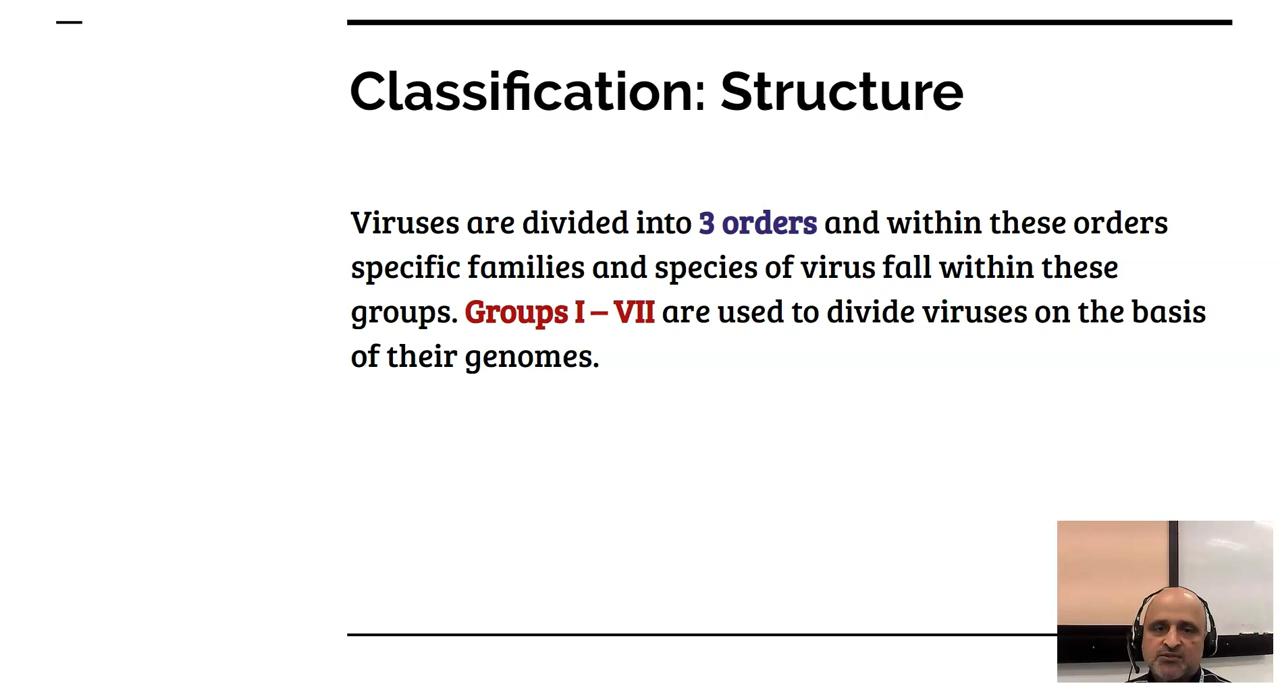 Classification: Structure
Viruses are divided into 3 orders and within these orders
specific families and species of virus fall within these
groups. Groups I – VII are used to divide viruses on the basis
of their genomes.